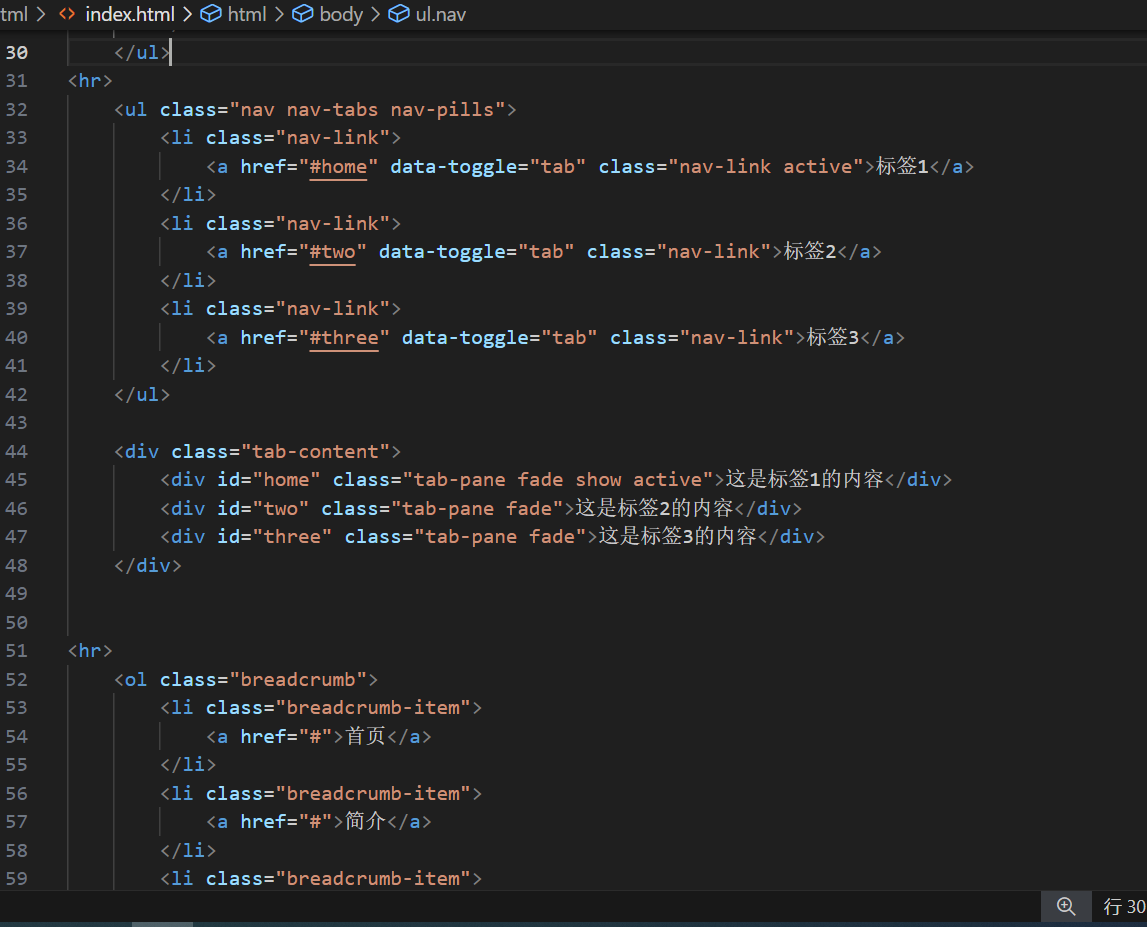 tml > <> index.html > html > body > ul.nav
30 </ul>
31 <hr>
32 <ul class="nav nav-tabs nav-pills">
33 <li class="nav-link">
34 <a href="#home" data-toggle="tab" class="nav-link active">标签1</a>
35 </li>
36 <li class="nav-link">
37 <a href="#two" data-toggle="tab" class="nav-link">标签2</a>
38 </li>
39 <li class="nav-link">
40 <a href="#three" data-toggle="tab" class="nav-link">标签3</a>
41 </li>
42 </ul>
43
44 <div class="tab-content">
45 <div id="home" class="tab-pane fade show active">这是标签1的内容</div>
46 <div id="two" class="tab-pane fade">这是标签2的内容</div>
47 <div id="three" class="tab-pane fade">这是标签3的内容</div>
48 </div>
49
50
51 <hr>
52 <ol class="breadcrumb">
53 <li class="breadcrumb-item">
54 <a href="#">首页</a>
55 </li>
56 <li class="breadcrumb-item">
57 <a href="#">简介</a>
58 </li>
59 <li class="breadcrumb-item">
行 30